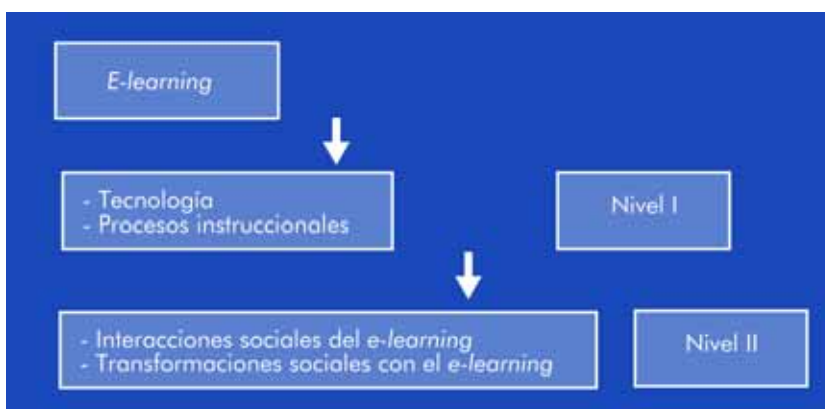 E-learning
- Tecnología
- Procesos instruccionales
Nivel I
- Interacciones sociales del e-learning
- Transformaciones sociales con el e-learning
Nivel II